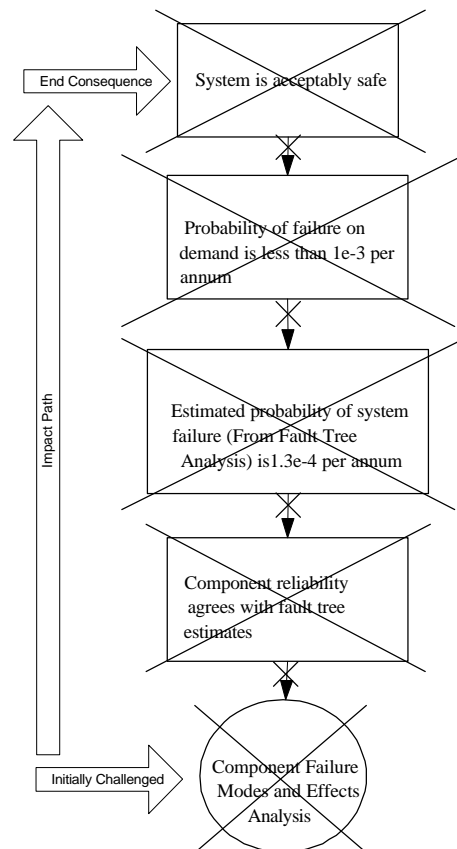 End Consequence
System is acceptably safe
Probability of failure on
demand is less than 1e-3 per
annum
Impact Path
Estimated probability of system
failure (From Fault Tree
Analysis) is1.3e-4 per annum
Component reliability
agrees with fault tree
estimates
Initially Challenged
Component Failure
Modes and Effects
Analysis